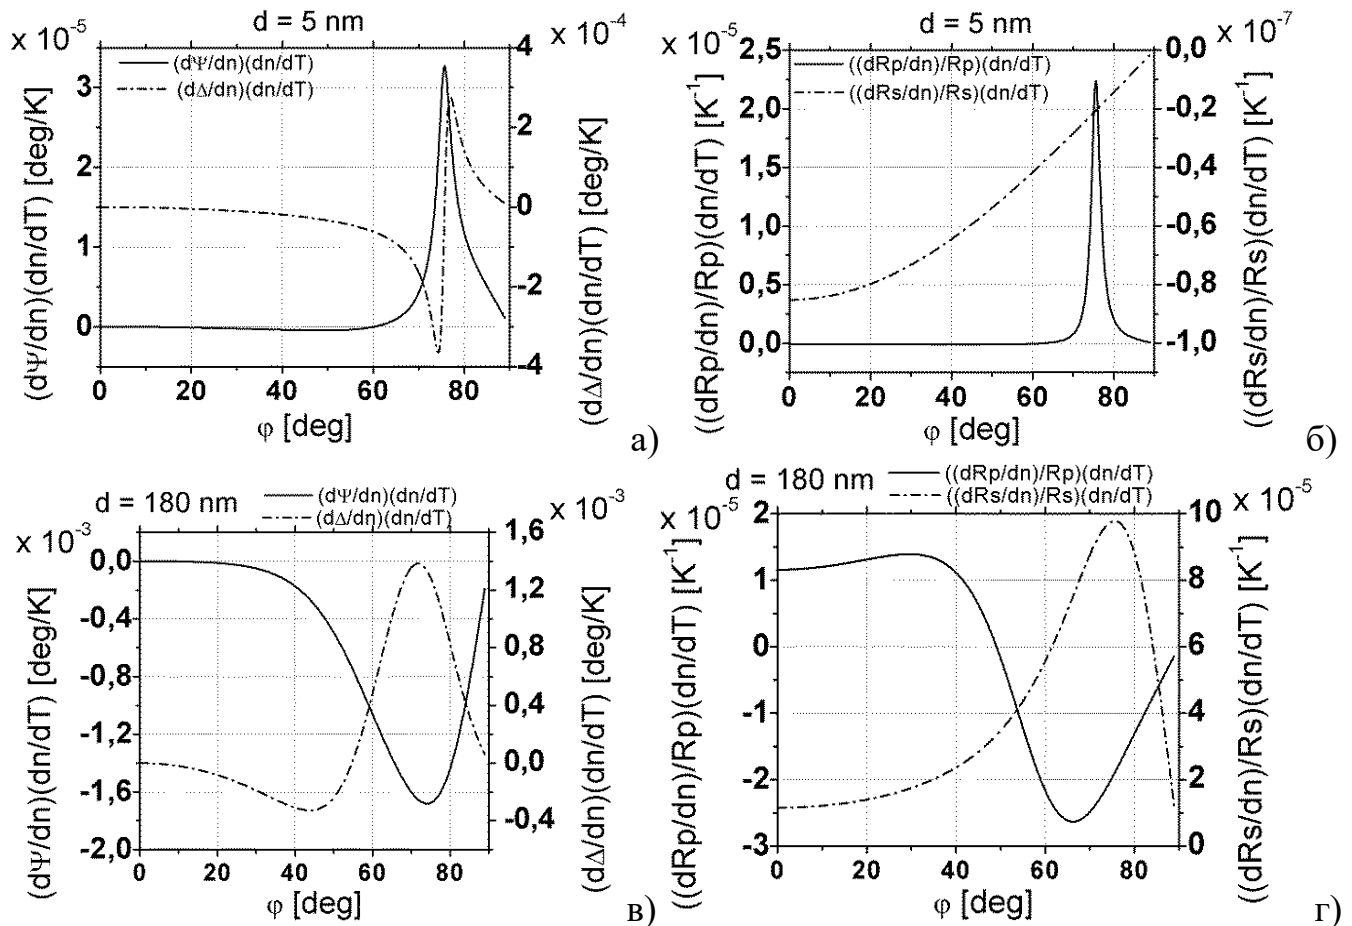 d = 5 nm
x 10⁻⁵
x 10⁻⁴
(dΨ/dn)(dn/dT)
(dΔ/dn)(dn/dT)
3
2
1
0
4
2
0
-2
-4
(dΨ/dn)(dn/dT) [deg/K]
(dΔ/dn)(dn/dT) [deg/K]
0 20 40 60 80
φ [deg]
а)
d = 5 nm
x 10⁻⁵
x 10⁻⁷
((dRp/dn)/Rp)(dn/dT)
((dRs/dn)/Rs)(dn/dT)
2,5
2,0
1,5
1,0
0,5
0,0
0,0
-0,2
-0,4
-0,6
-0,8
-1,0
((dRp/dn)/Rp)(dn/dT) [K⁻¹]
((dRs/dn)/Rs)(dn/dT) [K⁻¹]
0 20 40 60 80
φ [deg]
б)
d = 180 nm
x 10⁻³
x 10⁻³
(dΨ/dn)(dn/dT)
(dΔ/dn)(dn/dT)
0,0
-0,4
-0,8
-1,2
-1,6
-2,0
1,6
1,2
0,8
0,4
0,0
-0,4
(dΨ/dn)(dn/dT) [deg/K]
(dΔ/dn)(dn/dT) [deg/K]
0 20 40 60 80
φ [deg]
в)
d = 180 nm
x 10⁻⁵
x 10⁻⁵
((dRp/dn)/Rp)(dn/dT)
((dRs/dn)/Rs)(dn/dT)
2
1
0
-1
-2
-3
10
8
6
4
2
0
((dRp/dn)/Rp)(dn/dT) [K⁻¹]
((dRs/dn)/Rs)(dn/dT) [K⁻¹]
0 20 40 60 80
φ [deg]
г)